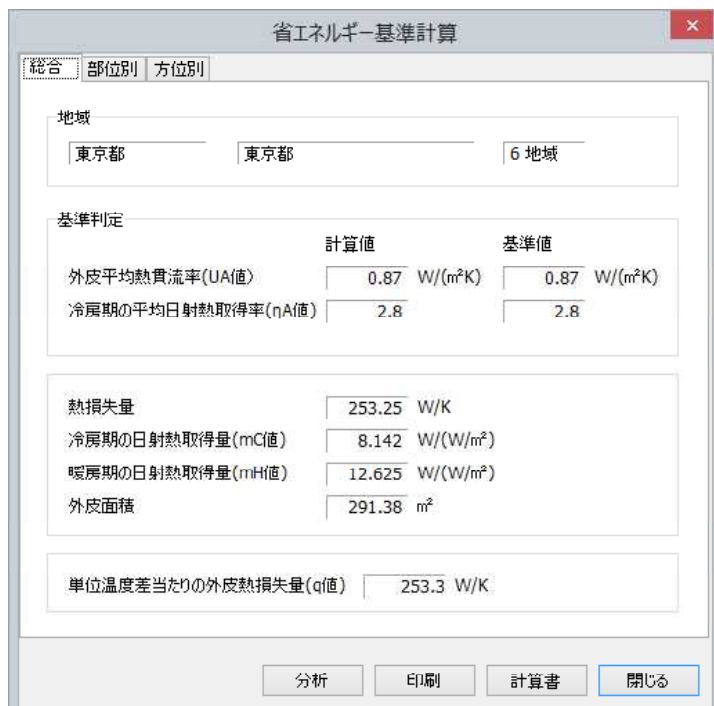 省エネルギー基準計算
総合 部位別 方位別
地域
東京都 東京都 6 地域
基準判定
計算値 基準値
外皮平均熱貫流率(UA値) 0.87 W/(m²K) 0.87 W/(m²K)
冷房期の平均日射熱取得率(ηA値) 2.8 2.8
熱損失量 253.25 W/K
冷房期の日射熱取得量(mC値) 8.142 W/(W/m²)
暖房期の日射熱取得量(mH値) 12.625 W/(W/m²)
外皮面積 291.38 m²
単位温度差当たりの外皮熱損失量(q値) 253.3 W/K
分析 印刷 計算書 閉じる